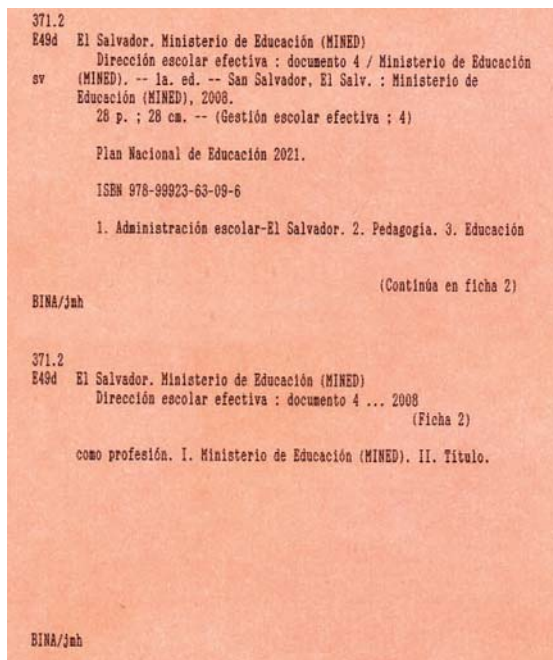 371.2
E49d El Salvador. Ministerio de Educación (MINED)
Dirección escolar efectiva : documento 4 / Ministerio de Educación
sv (MINED). -- 1a. ed. -- San Salvador, El Salv. : Ministerio de
Educación (MINED), 2008.
28 p. ; 28 cm. -- (Gestión escolar efectiva ; 4)
Plan Nacional de Educación 2021.
ISBN 978-99923-63-09-6
1. Administración escolar-El Salvador. 2. Pedagogía. 3. Educación
(Continúa en ficha 2)
BINA/jmh
371.2
E49d El Salvador. Ministerio de Educación (MINED)
Dirección escolar efectiva : documento 4 ... 2008
(Ficha 2)
como profesión. I. Ministerio de Educación (MINED). II. Título.
BINA/jmh